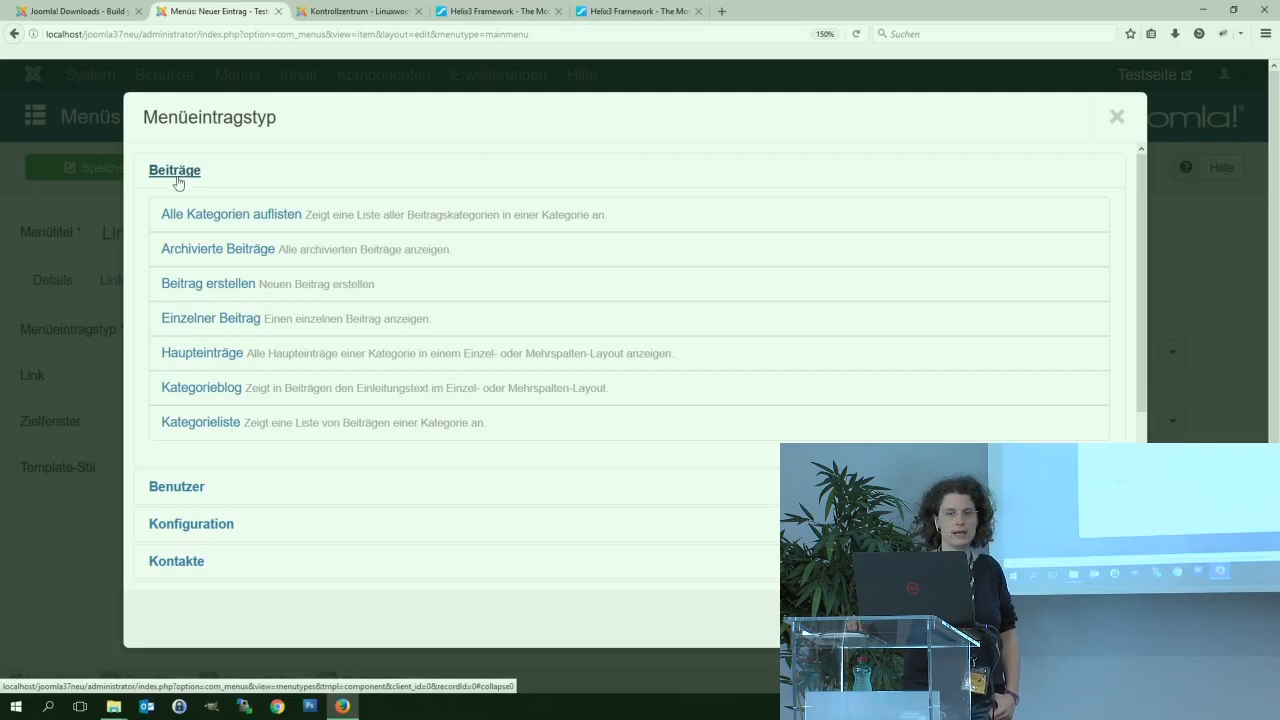 Joomla! Downloads - Build
Menüs: Neuer Eintrag - Test
Kontrollzentrum - Linuxwoc
Helix3 Framework - The Mo
Helix3 Framework - The Mo
localhost/joomla37neu/administrator/index.php?option=com_menus&view=item&layout=edit&menutype=mainmenu
150%
Suchen
System Benutzer Menüs Inhalt Komponenten Erweiterungen Hilfe
Testseite
Menüs
oomla!
Menüeintragstyp
Speiche
Hilfe
Beiträge
Alle Kategorien auflisten Zeigt eine Liste aller Beitragskategorien in einer Kategorie an.
Menütitel * Lin
Archivierte Beiträge Alle archivierten Beiträge anzeigen.
Details Link
Beitrag erstellen Neuen Beitrag erstellen
Einzelner Beitrag Einen einzelnen Beitrag anzeigen.
Menüeintragstyp *
Haupteinträge Alle Haupteinträge einer Kategorie in einem Einzel- oder Mehrspalten-Layout anzeigen.
Link
Kategorieblog Zeigt in Beiträgen den Einleitungstext im Einzel- oder Mehrspalten-Layout.
Zielfenster
Kategorieliste Zeigt eine Liste von Beiträgen einer Kategorie an.
Template-Stil
Benutzer
Konfiguration
Kontakte
localhost/joomla37neu/administrator/index.php?option=com_menus&view=menutypes&tmpl=component&client_id=0&recordId=0#collapse0